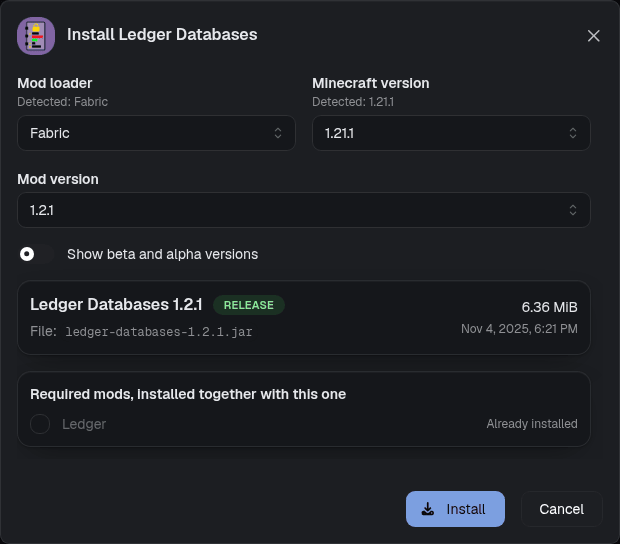 Install Ledger Databases
Mod loader
Detected: Fabric
Fabric
Minecraft version
Detected: 1.21.1
1.21.1
Mod version
1.2.1
Show beta and alpha versions
Ledger Databases 1.2.1 RELEASE
File: ledger-databases-1.2.1.jar
6.36 MiB
Nov 4, 2025, 6:21 PM
Required mods, installed together with this one
Ledger
Already installed
Install
Cancel